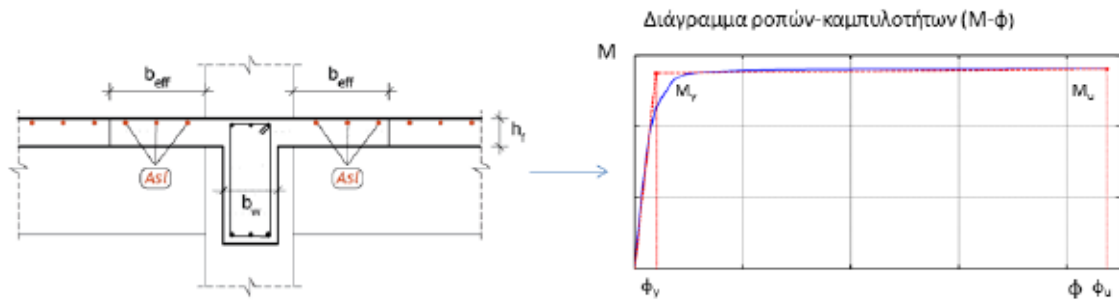 Διάγραμμα ροπών-καμπυλοτήτων (Μ-φ)
b_eff
b_eff
h_f
Asl
Asl
b_w
M
M_y
M_u
φ_y
Φ
φ_u